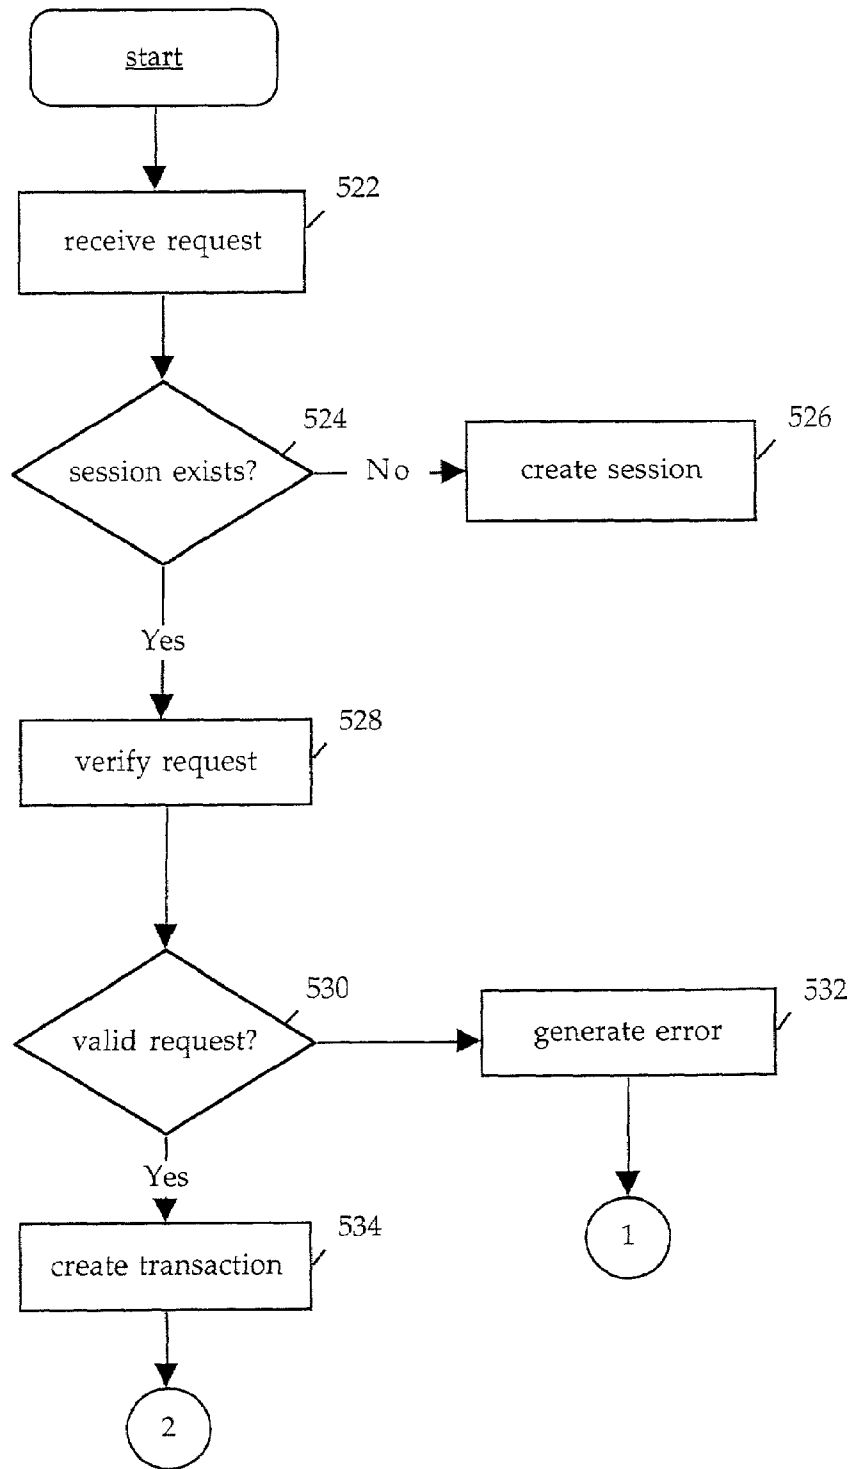 start
522
receive request
524
session exists?
No
526
create session
Yes
528
verify request
530
valid request?
532
generate error
Yes
1
534
create transaction
2